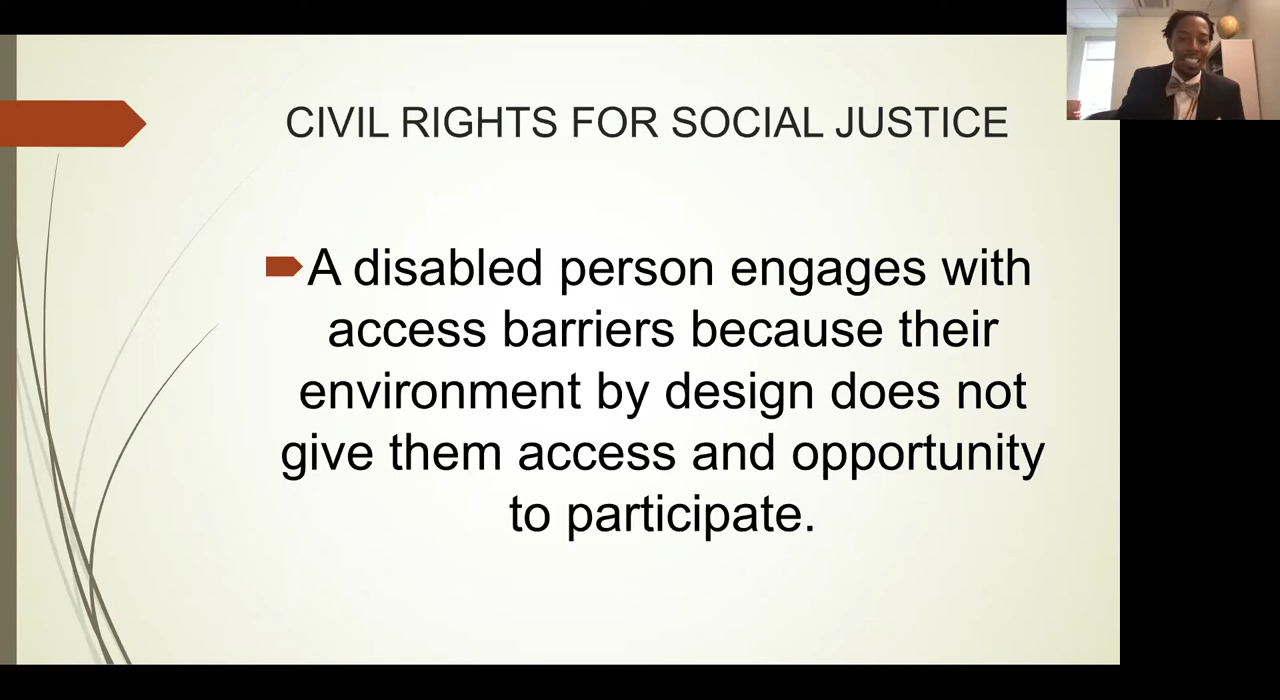 CIVIL RIGHTS FOR SOCIAL JUSTICE
A disabled person engages with
access barriers because their
environment by design does not
give them access and opportunity
to participate.